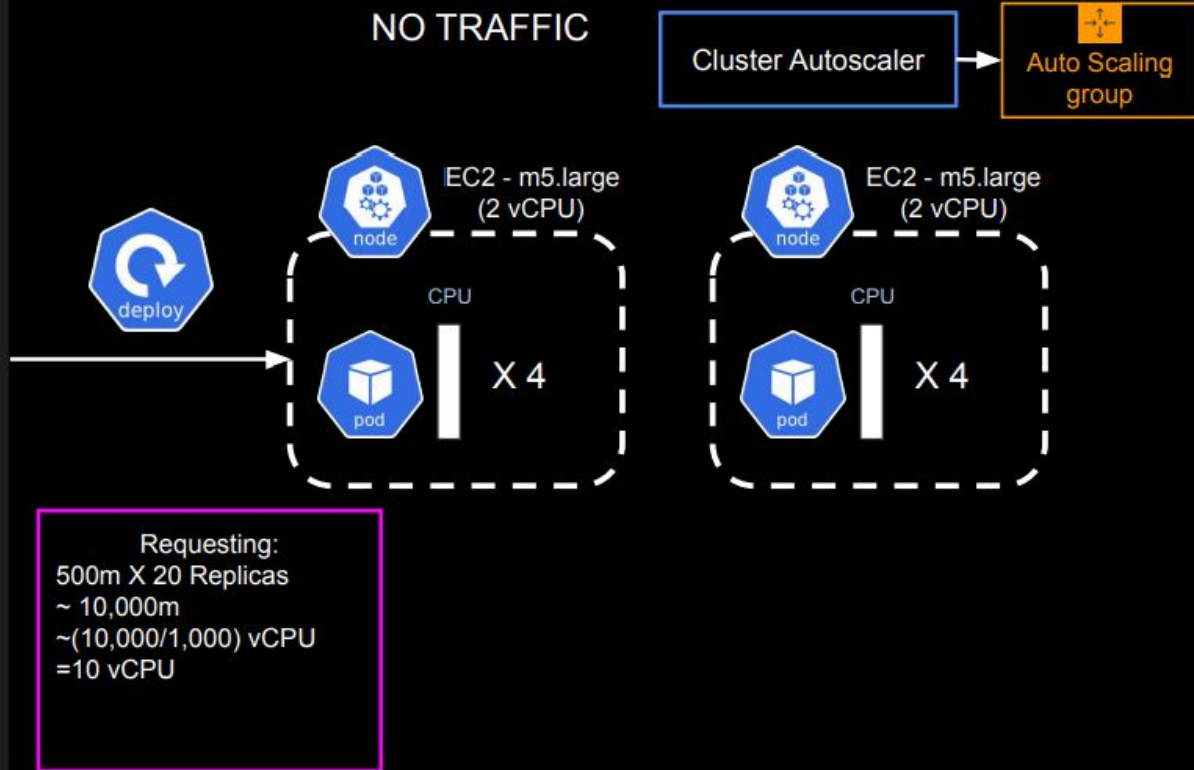 NO TRAFFIC
Cluster Autoscaler
Auto Scaling
group
deploy
node
EC2 - m5.large
(2 vCPU)
CPU
pod
X 4
node
EC2 - m5.large
(2 vCPU)
CPU
pod
X 4
Requesting:
500m X 20 Replicas
~ 10,000m
~(10,000/1,000) vCPU
=10 vCPU